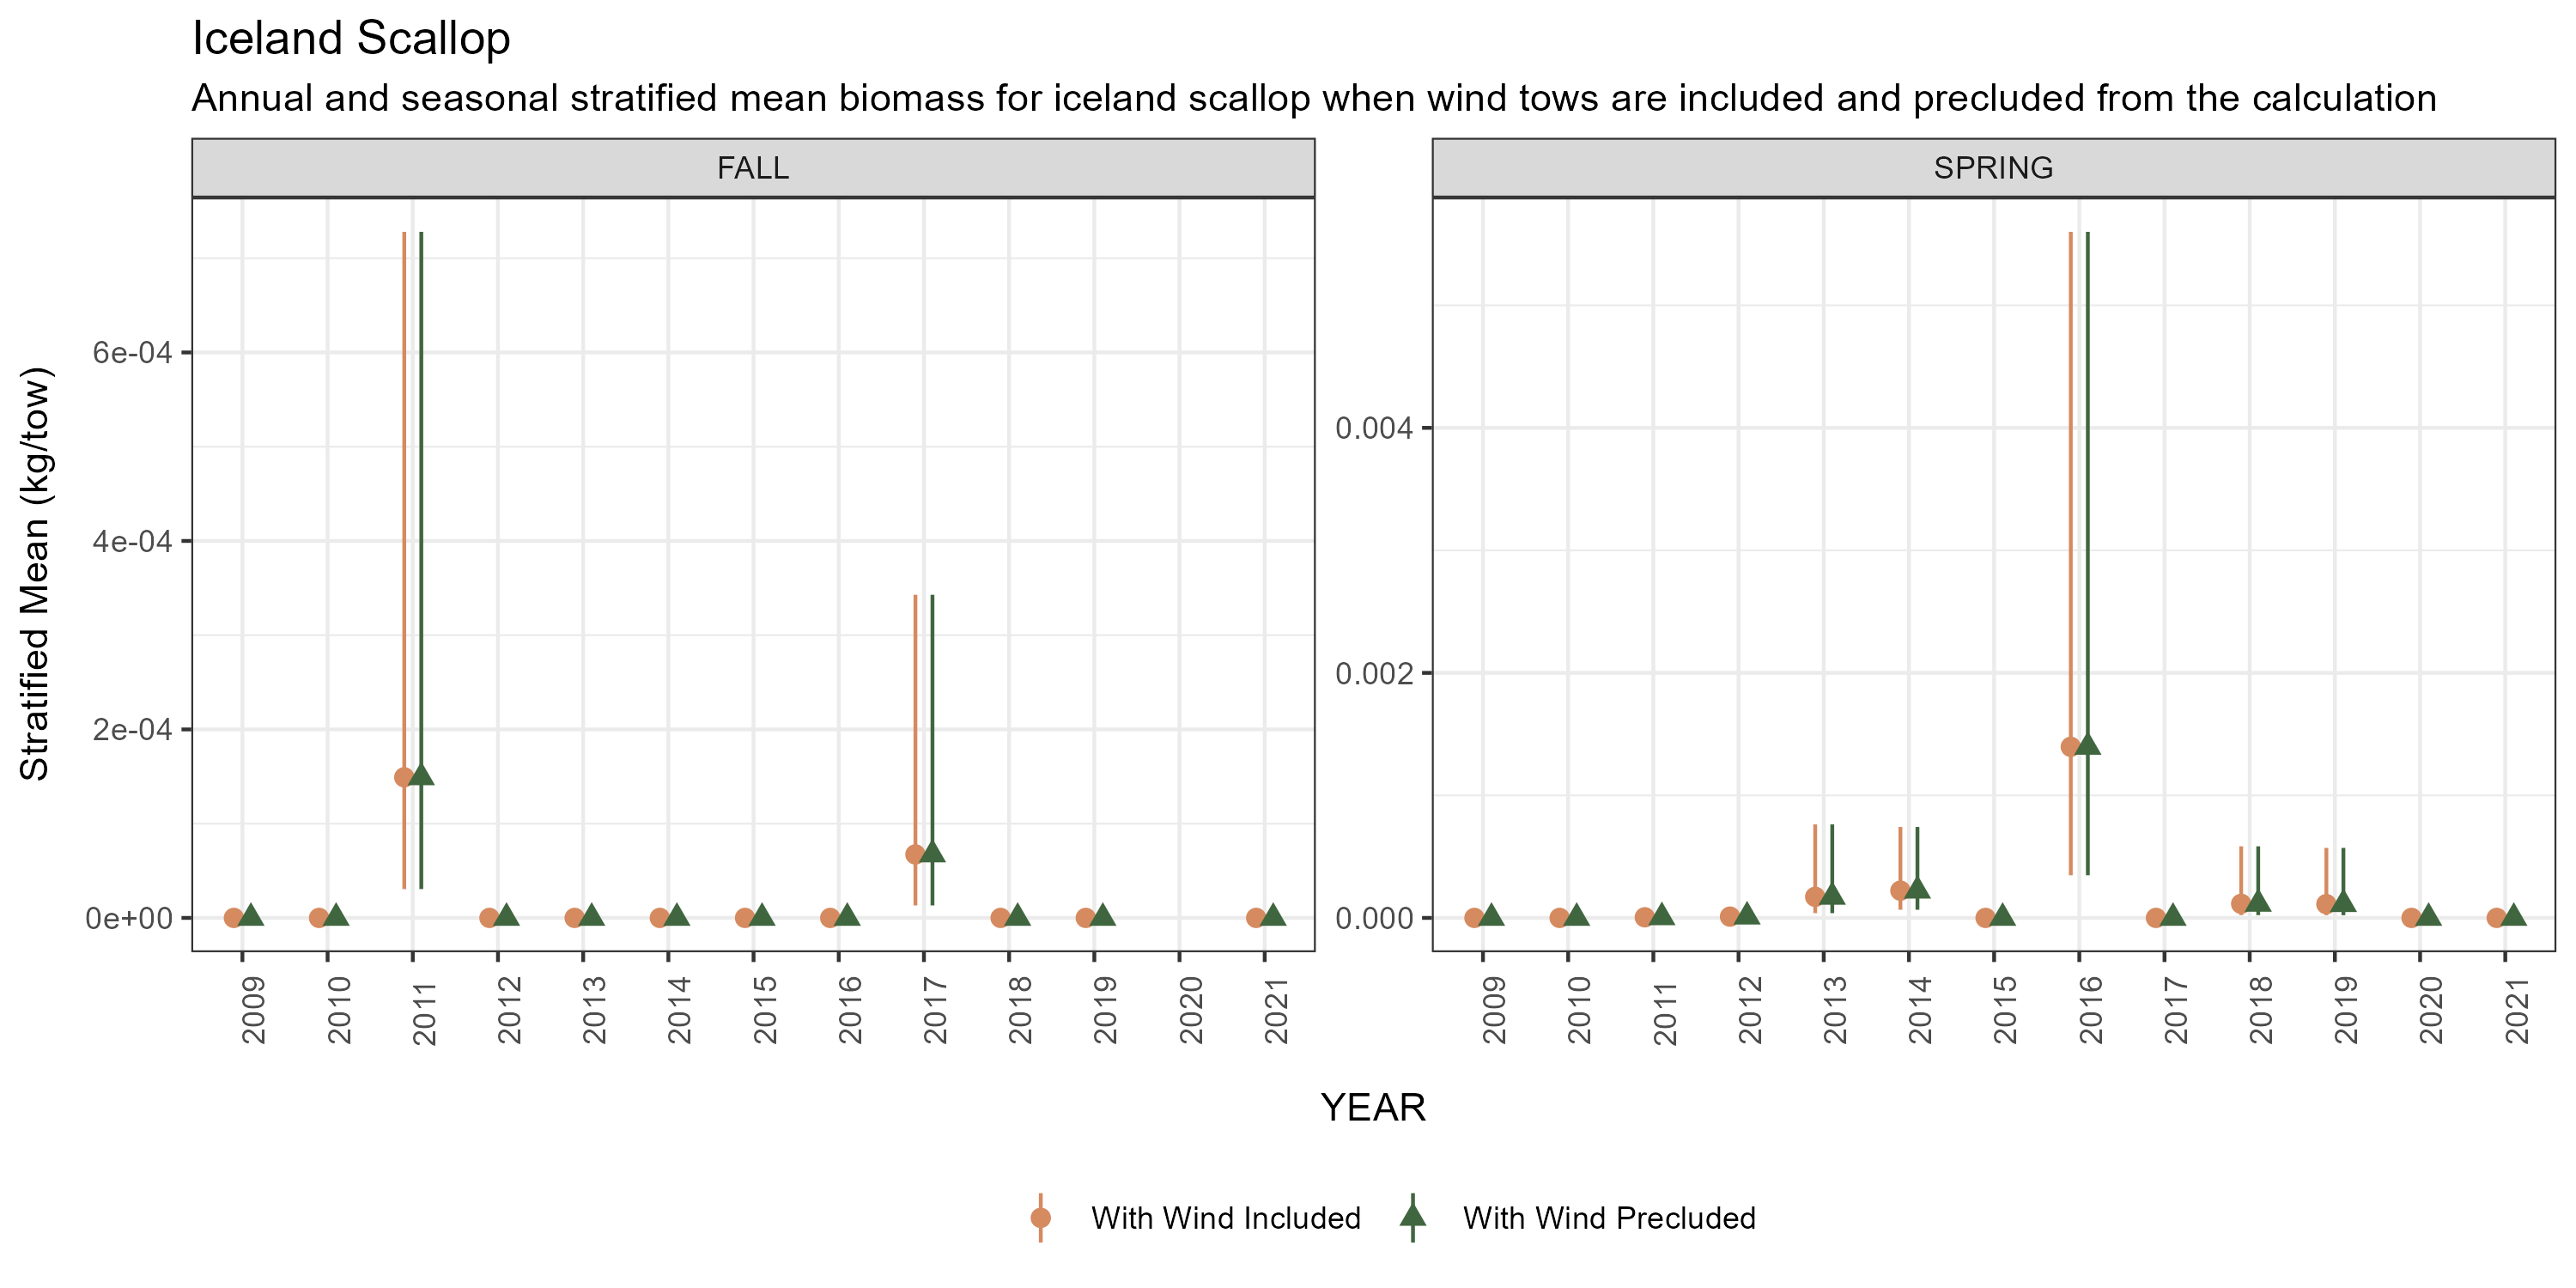 Iceland Scallop
Annual and seasonal stratified mean biomass for iceland scallop when wind tows are included and precluded from the calculation
FALL
SPRING
Stratified Mean (kg/tow)
6e-04
4e-04
2e-04
0e+00
0.004
0.002
0.000
2009 2010 2011 2012 2013 2014 2015 2016 2017 2018 2019 2020 2021
2009 2010 2011 2012 2013 2014 2015 2016 2017 2018 2019 2020 2021
YEAR
With Wind Included
With Wind Precluded